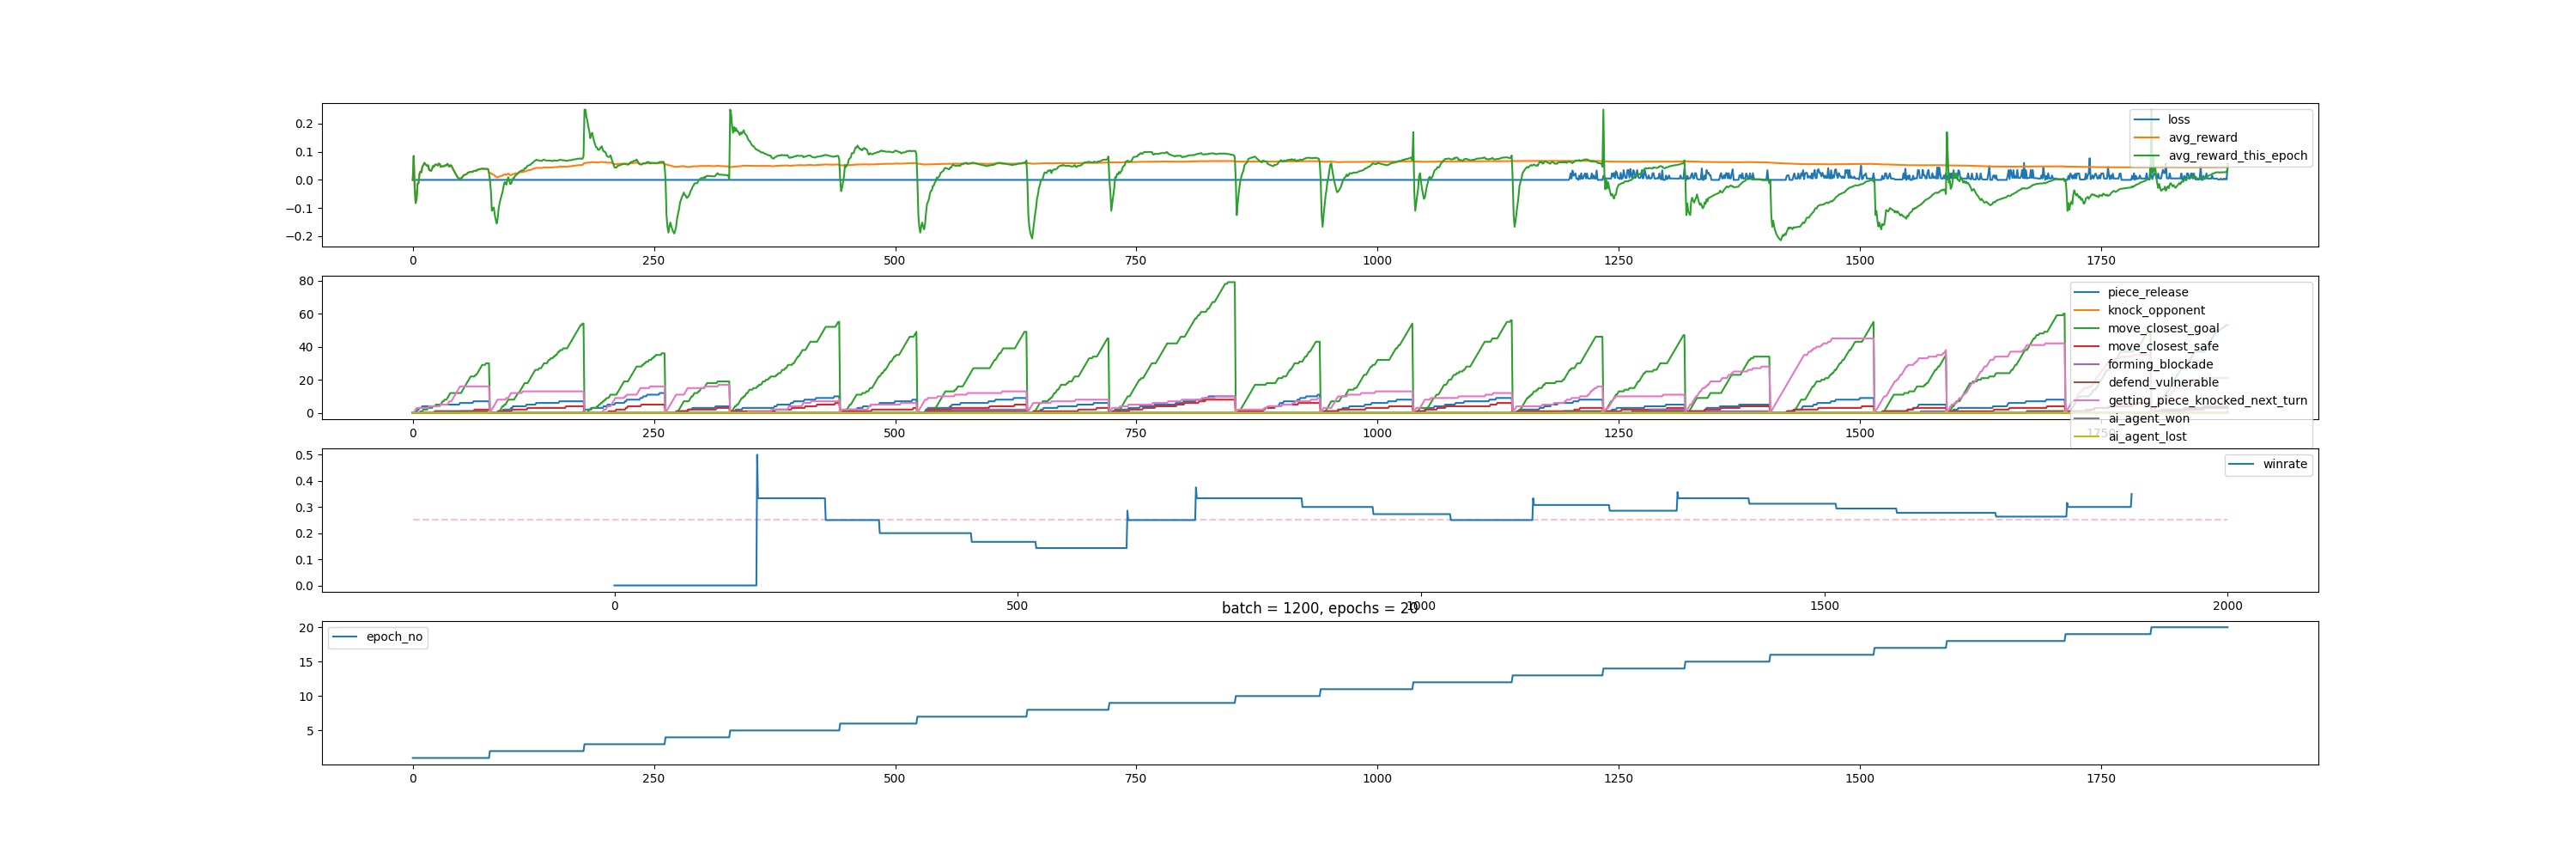 0.2
0.1
0.0
−0.1
−0.2
loss
avg_reward
avg_reward_this_epoch
0 250 500 750 1000 1250 1500 1750
80
60
40
20
0
piece_release
knock_opponent
move_closest_goal
move_closest_safe
forming_blockade
defend_vulnerable
getting_piece_knocked_next_turn
ai_agent_won
ai_agent_lost
0 250 500 750 1000 1250 1500 1750
0.5
0.4
0.3
0.2
0.1
0.0
winrate
0 500 1000 1500 2000
batch = 1200, epochs = 20
20
15
10
5
epoch_no
0 250 500 750 1000 1250 1500 1750